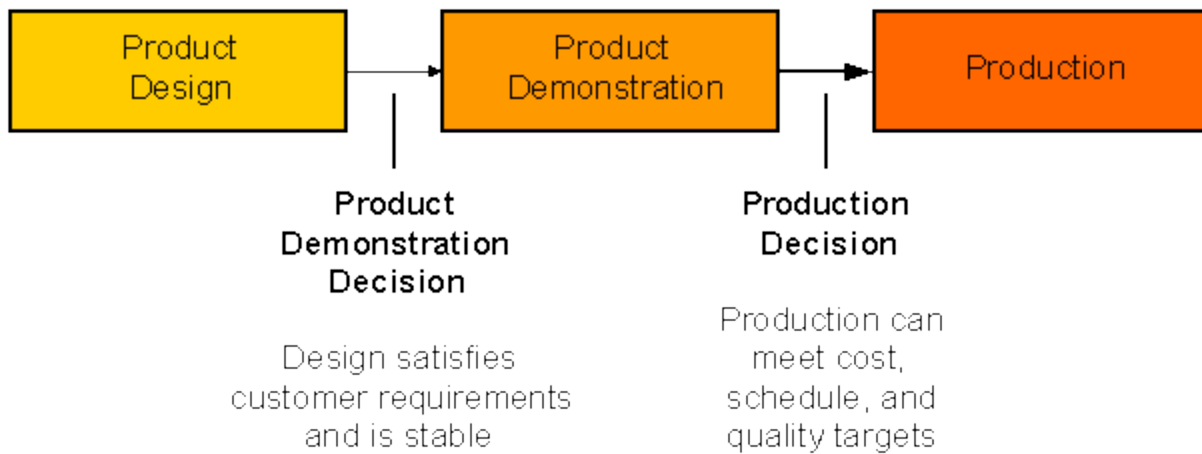 Product
Design
Product
Demonstration
Production
Product
Demonstration
Decision
Design satisfies
customer requirements
and is stable
Production
Decision
Production can
meet cost,
schedule, and
quality targets